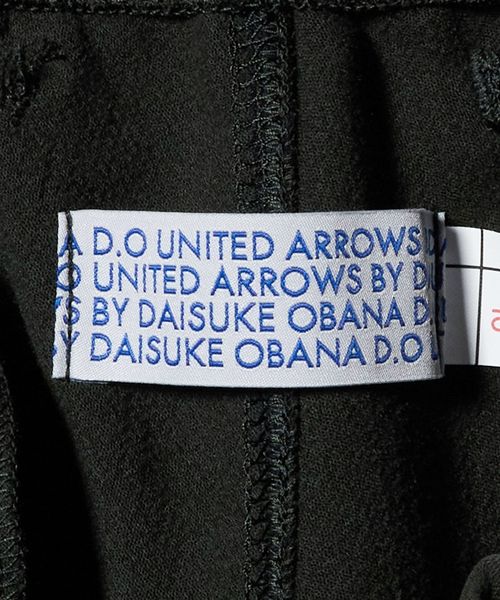 A D.O UNITED ARROWS
O UNITED ARROWS BY D
S BY DAISUKE OBANA D
BY DAISUKE OBANA D.O